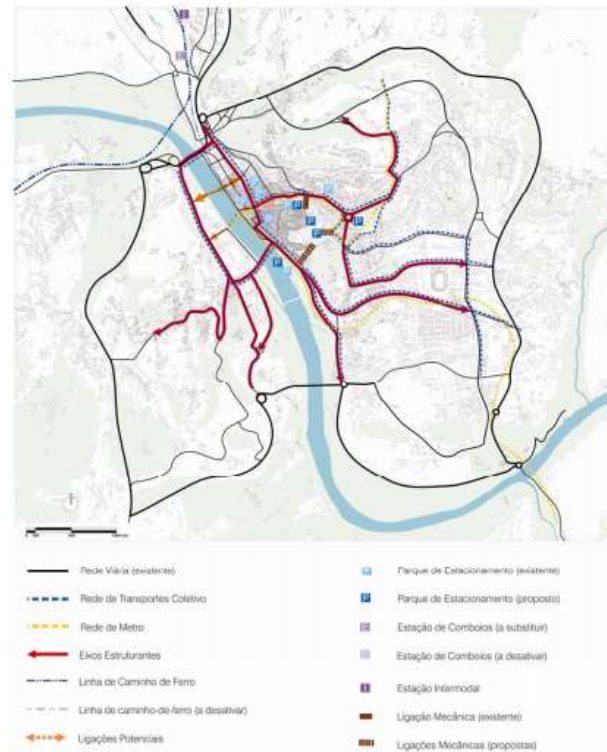 Rede Viária (existente)
Rede de Transportes Coletivo
Rede de Metro
Eixos Estruturantes
Linha de Caminho de Ferro
Linha de caminho-de-ferro (a desativar)
Ligações Potenciais
Parque de Estacionamento (existente)
Parque de Estacionamento (proposto)
Estação de Comboios (a substituir)
Estação de Comboios (a desativar)
Estação Intermodal
Ligação Mecânica (existente)
Ligações Mecânicas (propostas)
P
P
P
P
P
P